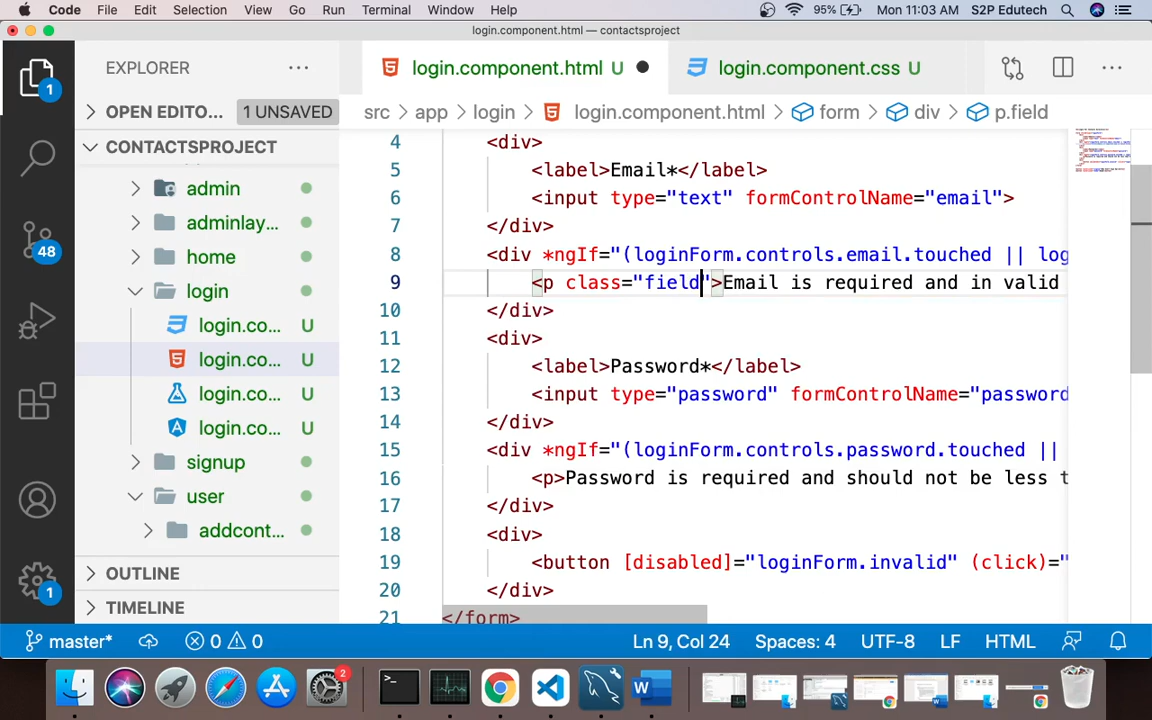 Code File Edit Selection View Go Run Terminal Window Help 95% Mon 11:03 AM S2P Edutech
login.component.html — contactsproject
EXPLORER
login.component.html U
login.component.css U
OPEN EDITO... 1 UNSAVED
src > app > login > login.component.html > form > div > p.field
CONTACTSPROJECT
admin
adminlay...
home
login
login.co... U
login.co... U
login.co... U
login.co... U
signup
user
addcont...
OUTLINE
TIMELINE
1
48
1
4 <div>
5 <label>Email*</label>
6 <input type="text" formControlName="email">
7 </div>
8 <div *ngIf="(loginForm.controls.email.touched || log
9 <p class="field">Email is required and in valid
10 </div>
11 <div>
12 <label>Password*</label>
13 <input type="password" formControlName="password
14 </div>
15 <div *ngIf="(loginForm.controls.password.touched ||
16 <p>Password is required and should not be less t
17 </div>
18 <div>
19 <button [disabled]="loginForm.invalid" (click)="
20 </div>
21 </form>
master* 0 0 Ln 9, Col 24 Spaces: 4 UTF-8 LF HTML
2